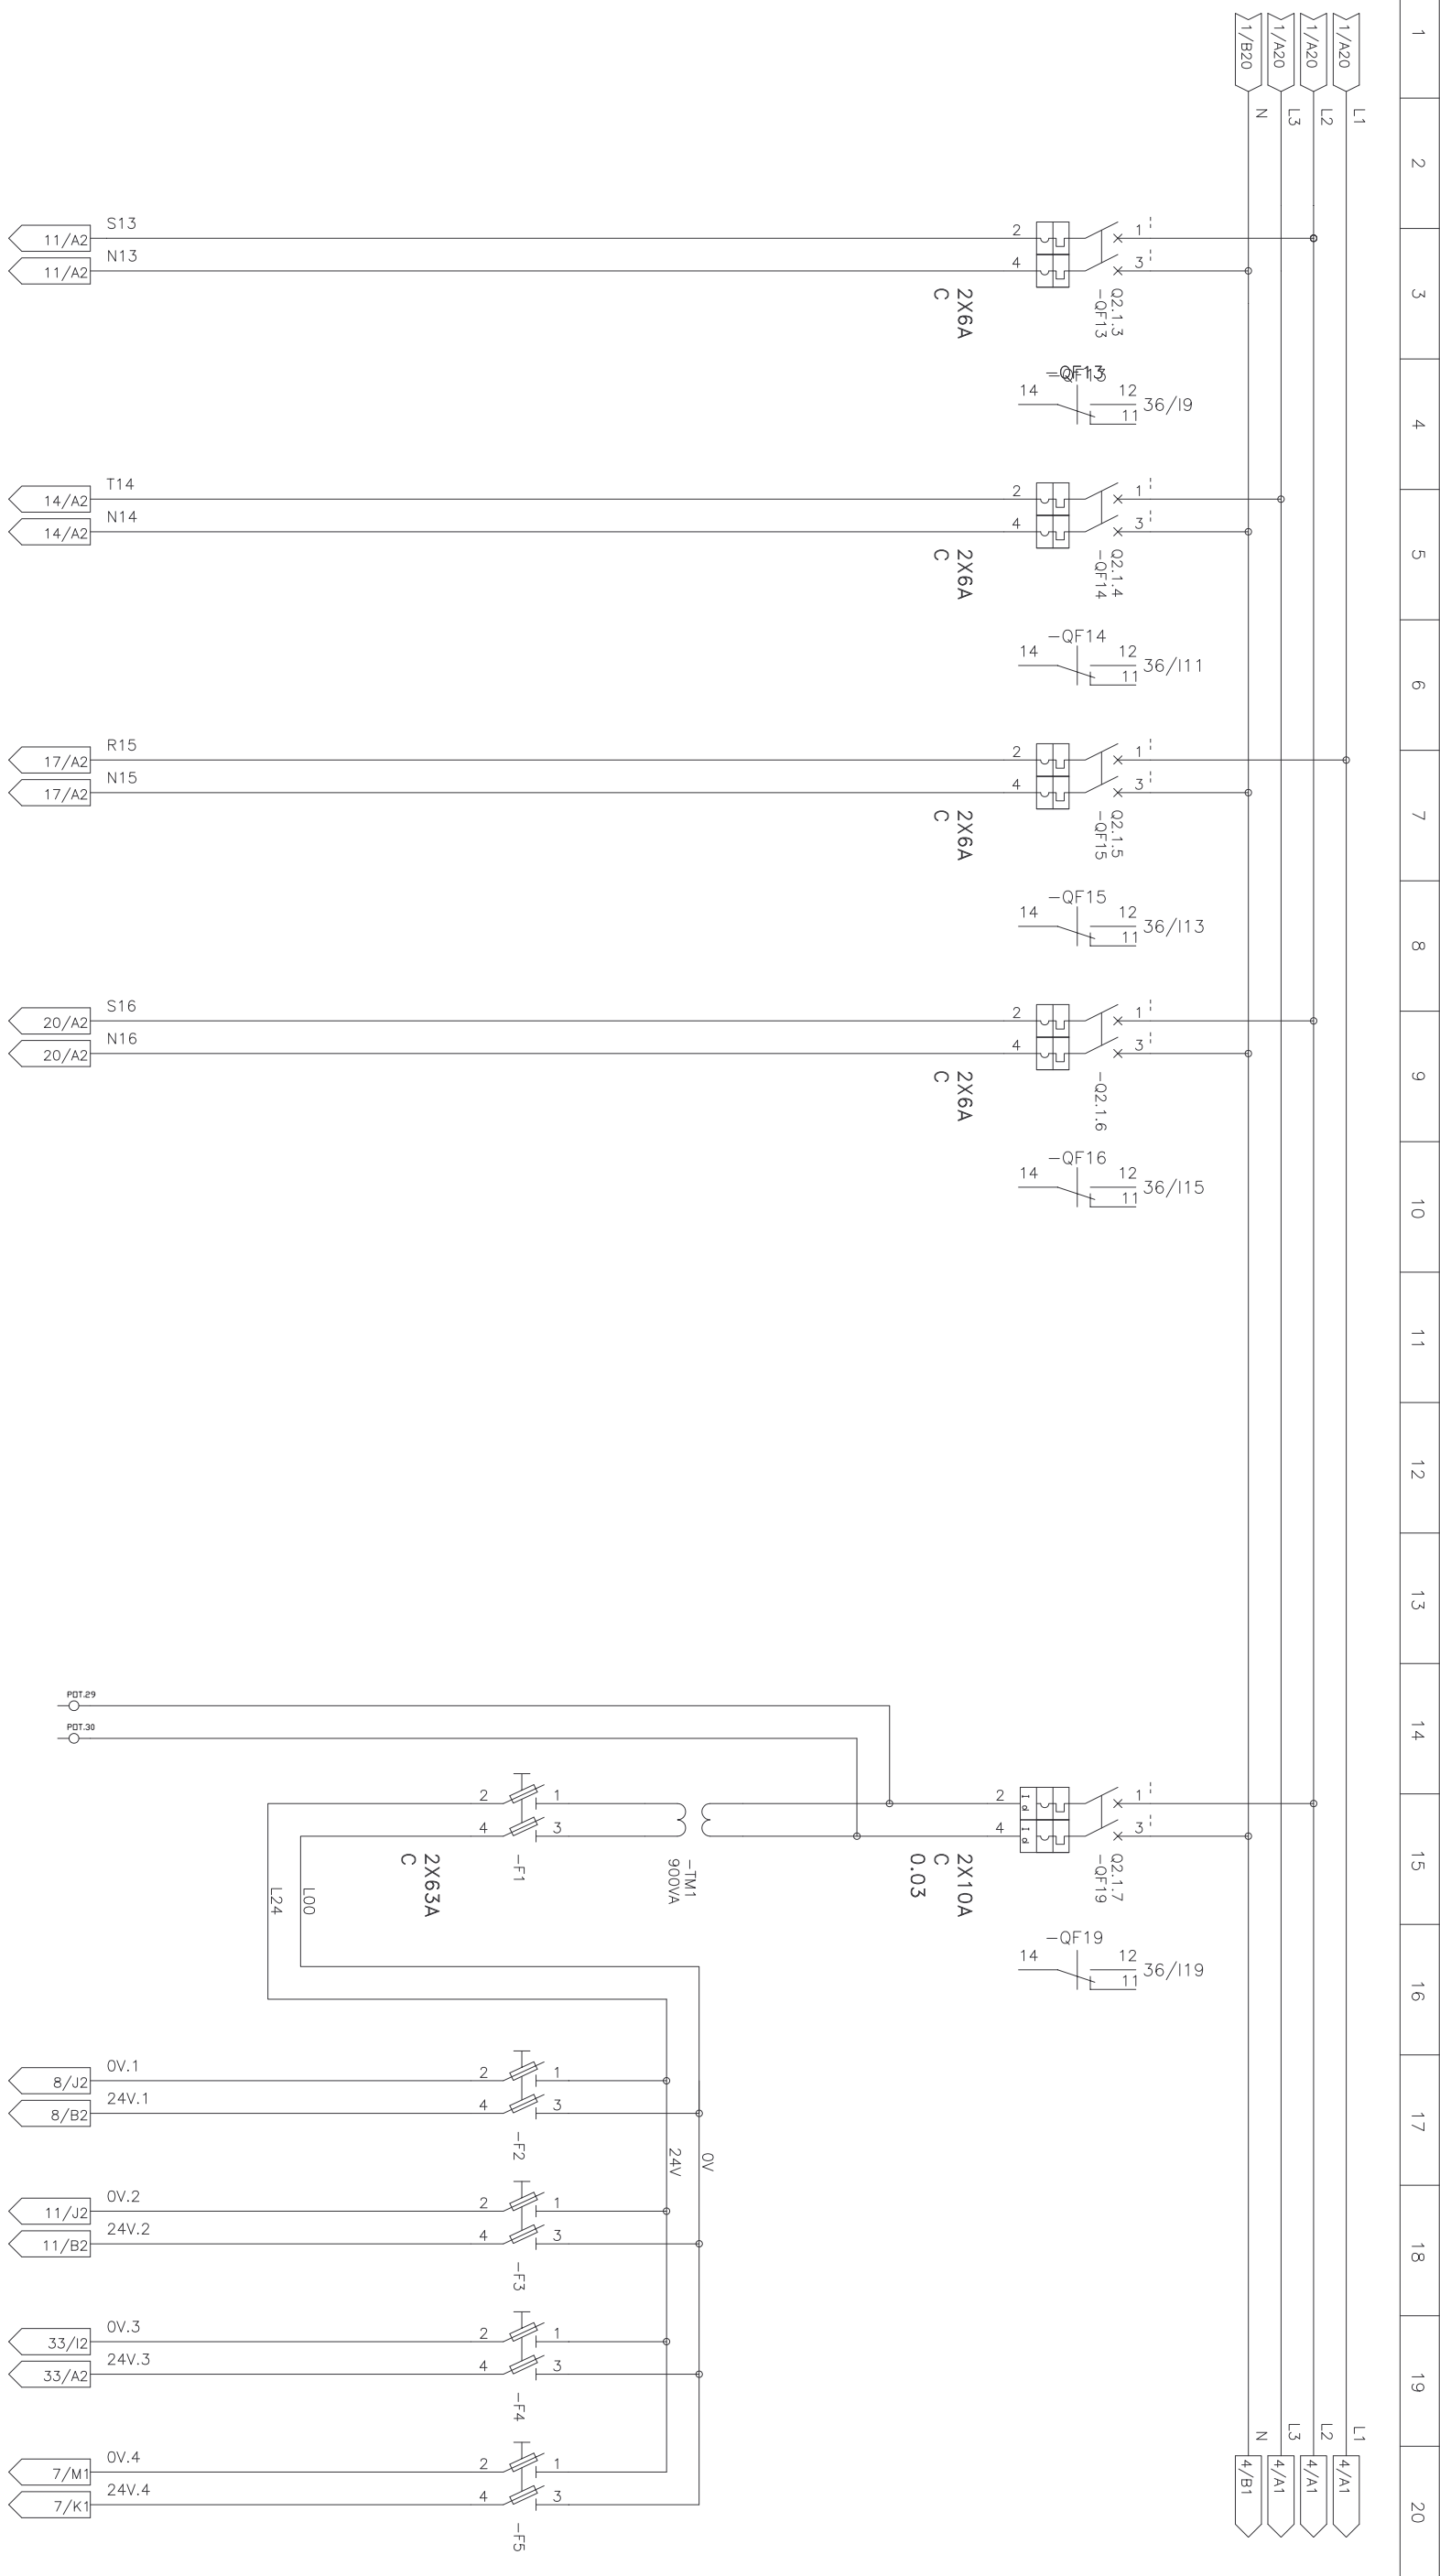 1
2
3
4
5
6
7
8
9
10
11
12
13
14
15
16
17
18
19
20
1/A20
L1
L1
4/A1
1/A20
L2
L2
4/A1
1/A20
L3
L3
4/A1
1/B20
N
N
4/B1
1
3
2
4
Q2.1.3
-QF13
2X6A
C
-QF13
-QF13
14
12
11
36/I9
S13
11/A2
N13
11/A2
1
3
2
4
Q2.1.4
-QF14
2X6A
C
-QF14
14
12
11
36/I11
T14
14/A2
N14
14/A2
1
3
2
4
Q2.1.5
-QF15
2X6A
C
-QF15
14
12
11
36/I13
R15
17/A2
N15
17/A2
1
3
2
4
-Q2.1.6
2X6A
C
-QF16
14
12
11
36/I15
S16
20/A2
N16
20/A2
1
3
Id
Id
2
4
Q2.1.7
-QF19
2X10A
C
0.03
-QF19
14
12
11
36/I19
POT.29
POT.30
-TM1
900VA
1
3
2
4
-F1
2X63A
C
L00
L24
0V
24V
1
3
2
4
-F2
0V.1
8/J2
24V.1
8/B2
1
3
2
4
-F3
0V.2
11/J2
24V.2
11/B2
1
3
2
4
-F4
0V.3
33/I2
24V.3
33/A2
1
3
2
4
-F5
0V.4
7/M1
24V.4
7/K1